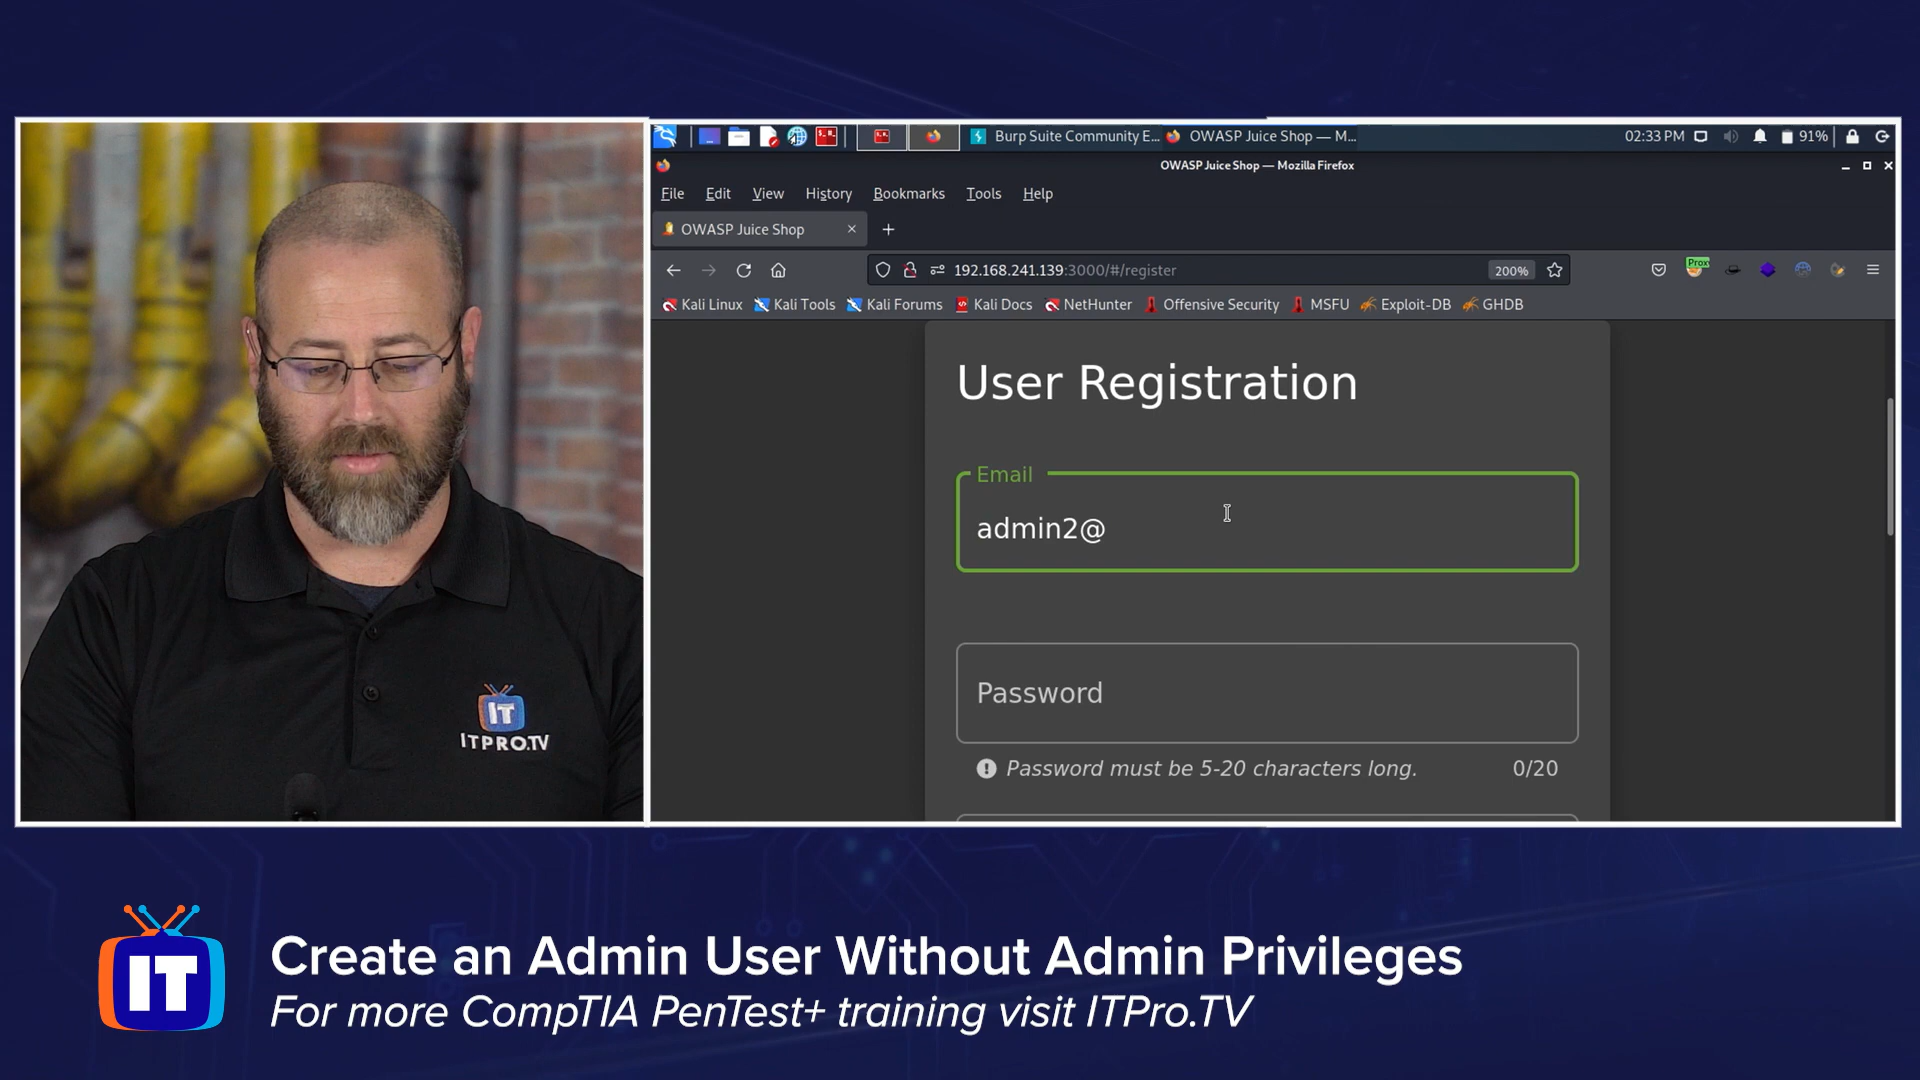 Burp Suite Community E...
OWASP Juice Shop — M...
02:33 PM
91%
OWASP Juice Shop — Mozilla Firefox
File Edit View History Bookmarks Tools Help
OWASP Juice Shop
192.168.241.139:3000/#/register
200%
Prox
Kali Linux Kali Tools Kali Forums Kali Docs NetHunter Offensive Security MSFU Exploit-DB GHDB
User Registration
Email
admin2@
Password
Password must be 5-20 characters long. 0/20
IT
ITPRO.TV
IT
Create an Admin User Without Admin Privileges
For more CompTIA PenTest+ training visit ITPro.TV